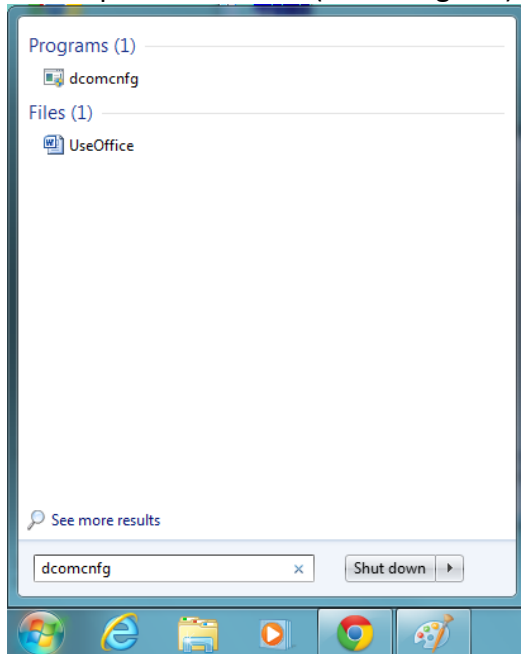 Programs (1)
dcomcnfg
Files (1)
UseOffice
See more results
dcomcnfg
Shut down